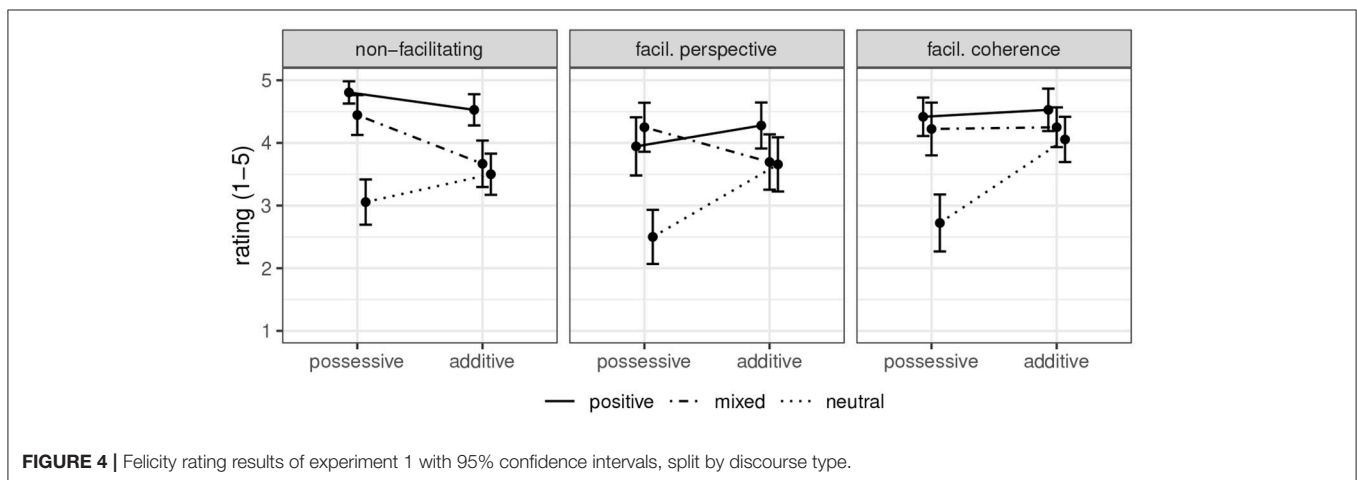 non−facilitating facil. perspective facil. coherence
rating (1−5)
5
4
3
2
1
possessive additive possessive additive possessive additive
positive mixed neutral
FIGURE 4 | Felicity rating results of experiment 1 with 95% confidence intervals, split by discourse type.